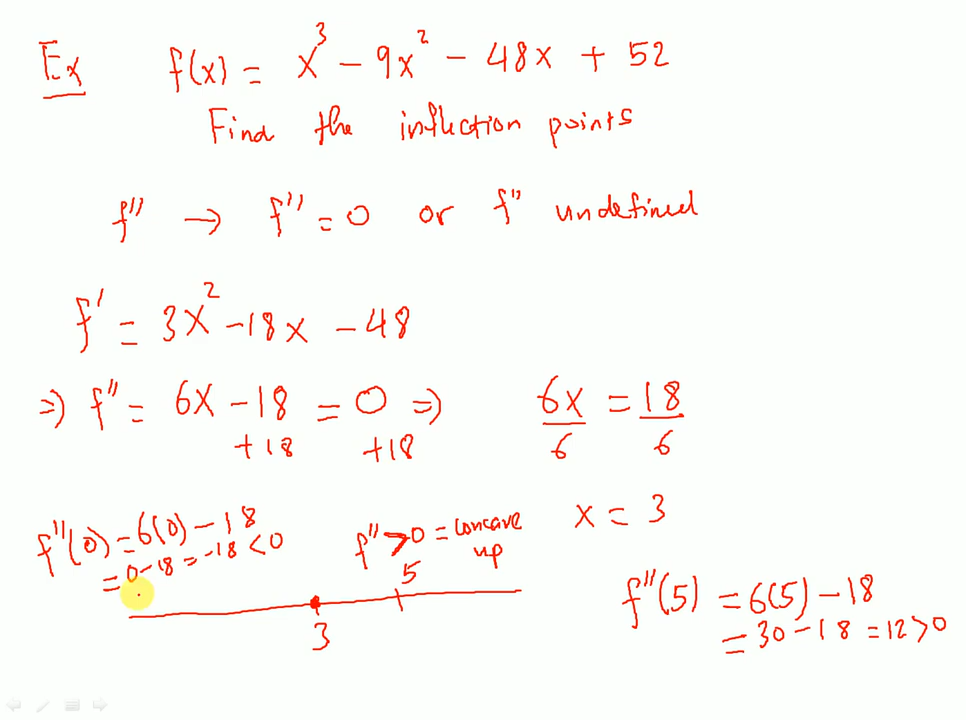 Ex f(x) = x³ - 9x² - 48x + 52
Find the inflection points
f'' → f'' = 0 or f'' undefined
f' = 3x² - 18x - 48
⇒ f'' = 6x - 18 = 0 ⇒ 6x/6 = 18/6
+18 +18
x = 3
f''(0) = 6(0) - 18
= 0 - 18 = -18 < 0
f'' > 0 = concave
up
5
3
f''(5) = 6(5) - 18
= 30 - 18 = 12 > 0